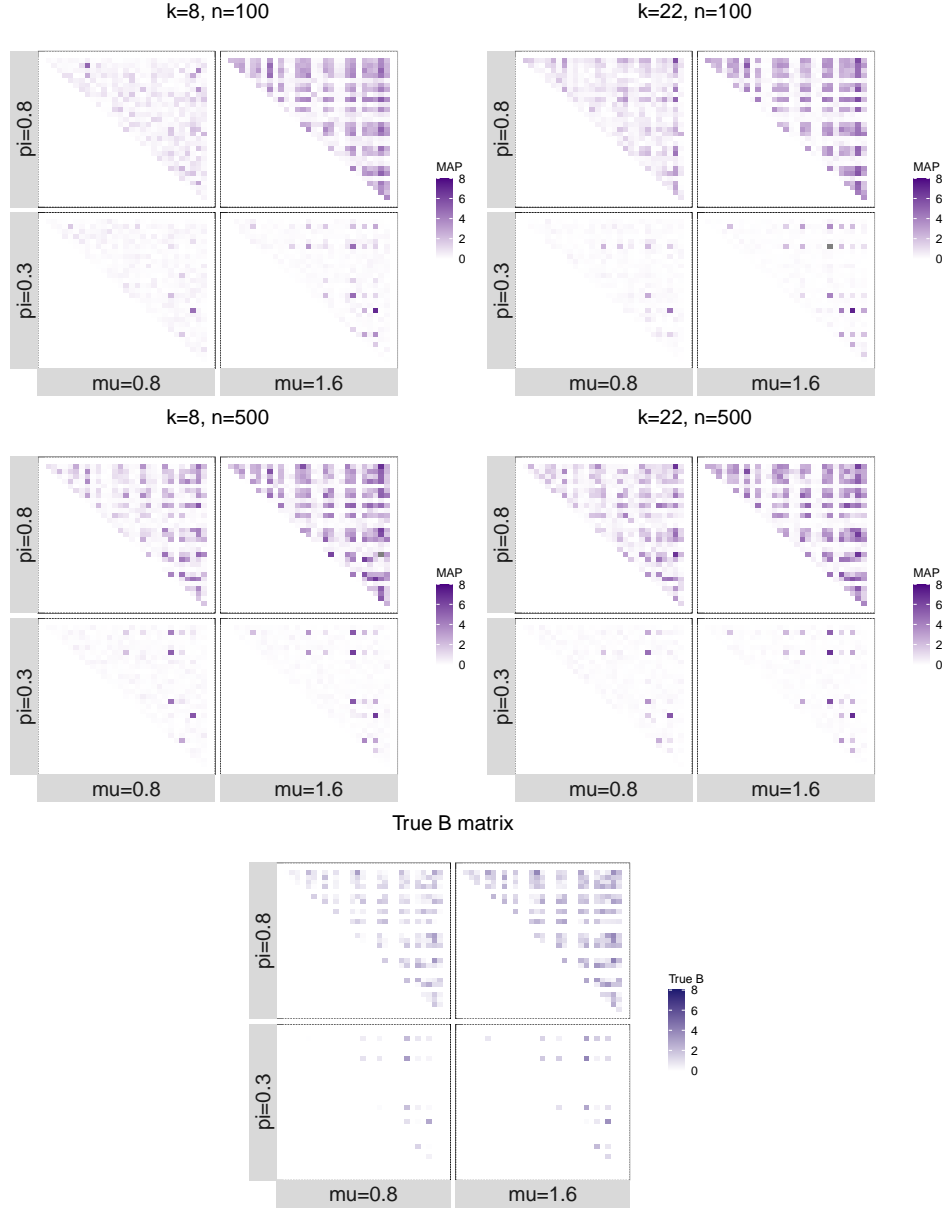 k=8, n=100
k=22, n=100
pi=0.8
pi=0.3
MAP
8
6
4
2
0
mu=0.8
mu=1.6
pi=0.8
pi=0.3
MAP
8
6
4
2
0
mu=0.8
mu=1.6
k=8, n=500
k=22, n=500
pi=0.8
pi=0.3
MAP
8
6
4
2
0
mu=0.8
mu=1.6
pi=0.8
pi=0.3
MAP
8
6
4
2
0
mu=0.8
mu=1.6
True B matrix
pi=0.8
pi=0.3
True B
8
6
4
2
0
mu=0.8
mu=1.6